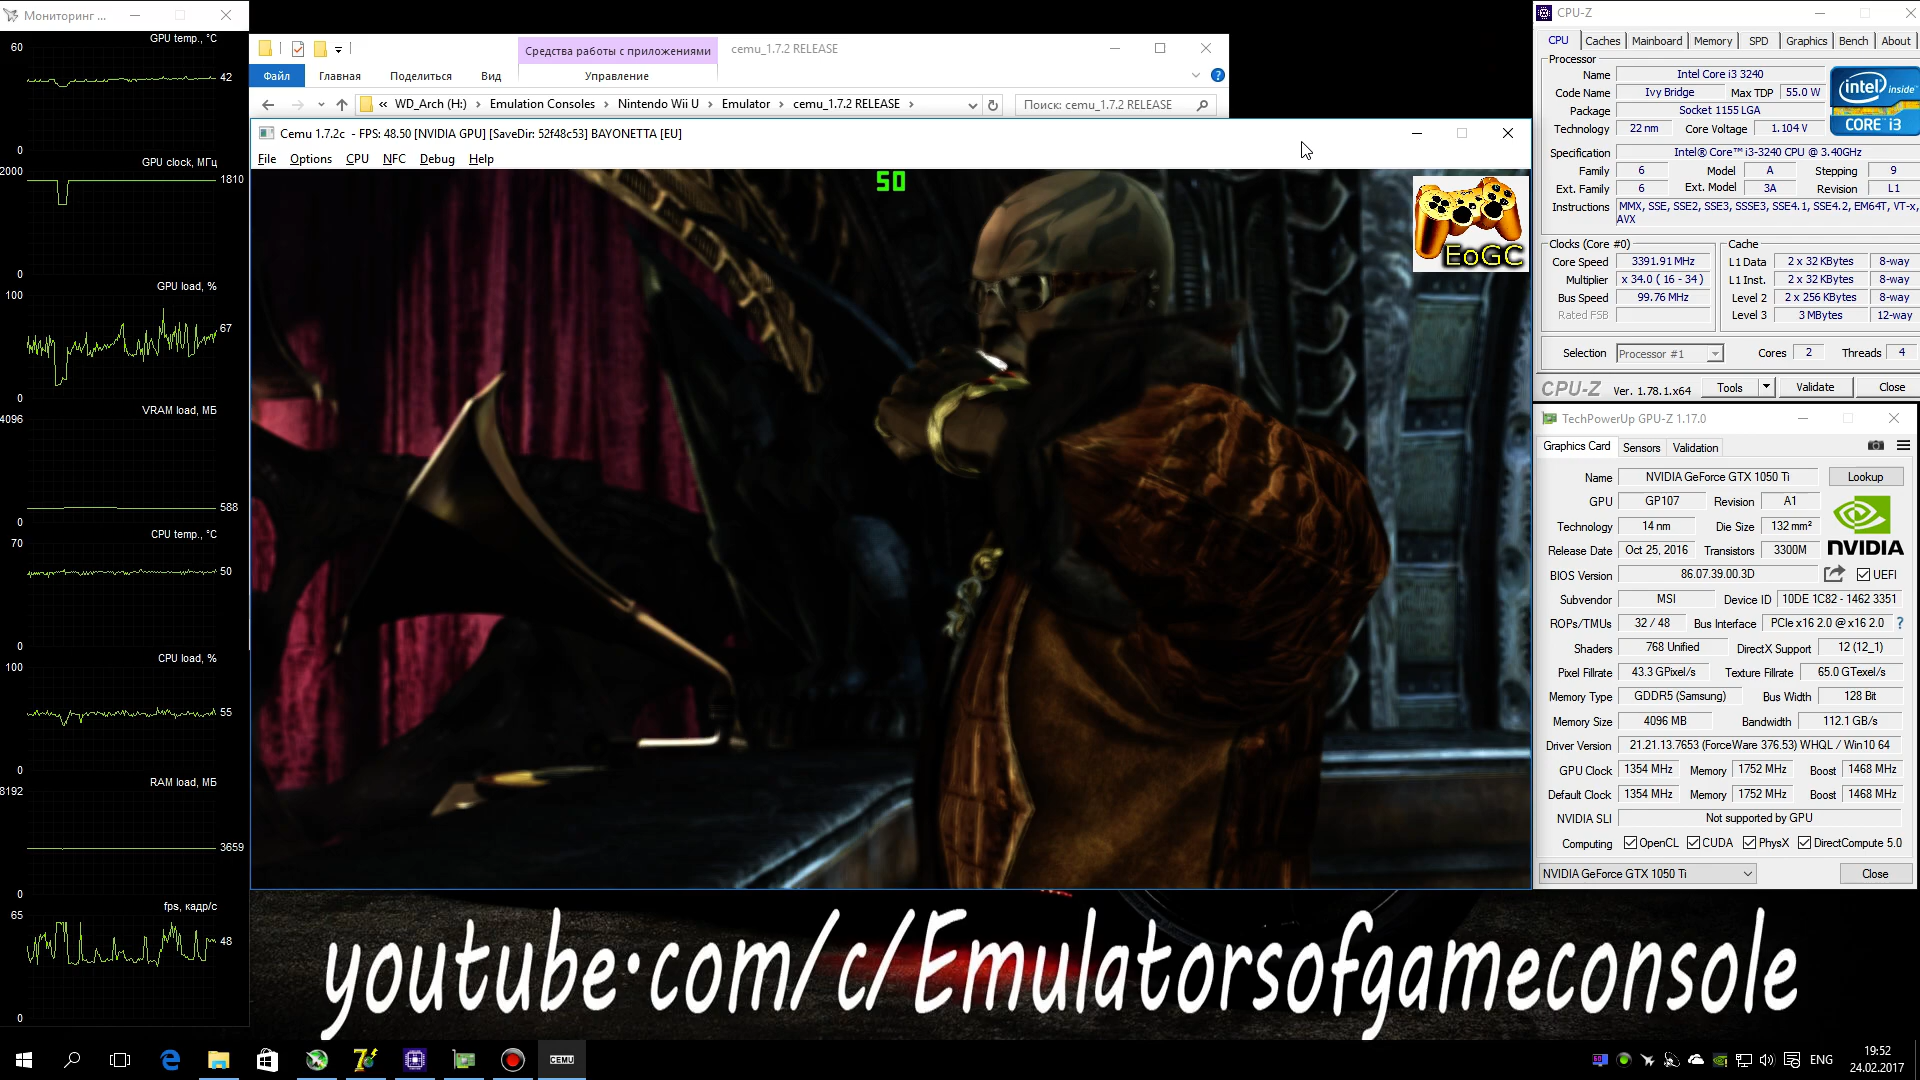 Мониторинг ...
GPU temp., °C
60
42
0
GPU clock, МГц
2000
1810
0
GPU load, %
100
67
0
VRAM load, МБ
4096
588
0
CPU temp., °C
70
50
0
CPU load, %
100
55
0
RAM load, МБ
8192
3659
0
fps, кадр/с
65
48
0
Средства работы с приложениями
cemu_1.7.2 RELEASE
Файл Главная Поделиться Вид Управление
« WD_Arch (H:) › Emulation Consoles › Nintendo Wii U › Emulator › cemu_1.7.2 RELEASE ›
Поиск: cemu_1.7.2 RELEASE
Cemu 1.7.2c - FPS: 48.50 [NVIDIA GPU] [SaveDir: 52f48c53] BAYONETTA [EU]
File Options CPU NFC Debug Help
50
EoGC
CPU-Z
CPU Caches Mainboard Memory SPD Graphics Bench About
Processor
Name Intel Core i3 3240
Code Name Ivy Bridge Max TDP 55.0 W
Package Socket 1155 LGA
Technology 22 nm Core Voltage 1.104 V
intel inside™
CORE i3
Specification Intel® Core™ i3-3240 CPU @ 3.40GHz
Family 6 Model A Stepping 9
Ext. Family 6 Ext. Model 3A Revision L1
Instructions MMX, SSE, SSE2, SSE3, SSSE3, SSE4.1, SSE4.2, EM64T, VT-x,
AVX
Clocks (Core #0)
Core Speed 3391.91 MHz
Multiplier x 34.0 ( 16 - 34 )
Bus Speed 99.76 MHz
Rated FSB
Cache
L1 Data 2 x 32 KBytes 8-way
L1 Inst. 2 x 32 KBytes 8-way
Level 2 2 x 256 KBytes 8-way
Level 3 3 MBytes 12-way
Selection Processor #1 Cores 2 Threads 4
CPU-Z Ver. 1.78.1.x64 Tools Validate Close
TechPowerUp GPU-Z 1.17.0
Graphics Card Sensors Validation
Name NVIDIA GeForce GTX 1050 Ti Lookup
GPU GP107 Revision A1
Technology 14 nm Die Size 132 mm²
Release Date Oct 25, 2016 Transistors 3300M
NVIDIA
BIOS Version 86.07.39.00.3D UEFI
Subvendor MSI Device ID 10DE 1C82 - 1462 3351
ROPs/TMUs 32 / 48 Bus Interface PCIe x16 2.0 @ x16 2.0 ?
Shaders 768 Unified DirectX Support 12 (12_1)
Pixel Fillrate 43.3 GPixel/s Texture Fillrate 65.0 GTexel/s
Memory Type GDDR5 (Samsung) Bus Width 128 Bit
Memory Size 4096 MB Bandwidth 112.1 GB/s
Driver Version 21.21.13.7653 (ForceWare 376.53) WHQL / Win10 64
GPU Clock 1354 MHz Memory 1752 MHz Boost 1468 MHz
Default Clock 1354 MHz Memory 1752 MHz Boost 1468 MHz
NVIDIA SLI Not supported by GPU
Computing OpenCL CUDA PhysX DirectCompute 5.0
NVIDIA GeForce GTX 1050 Ti Close
youtube.com/c/Emulatorsofgameconsole
CEMU
ENG
19:52
24.02.2017